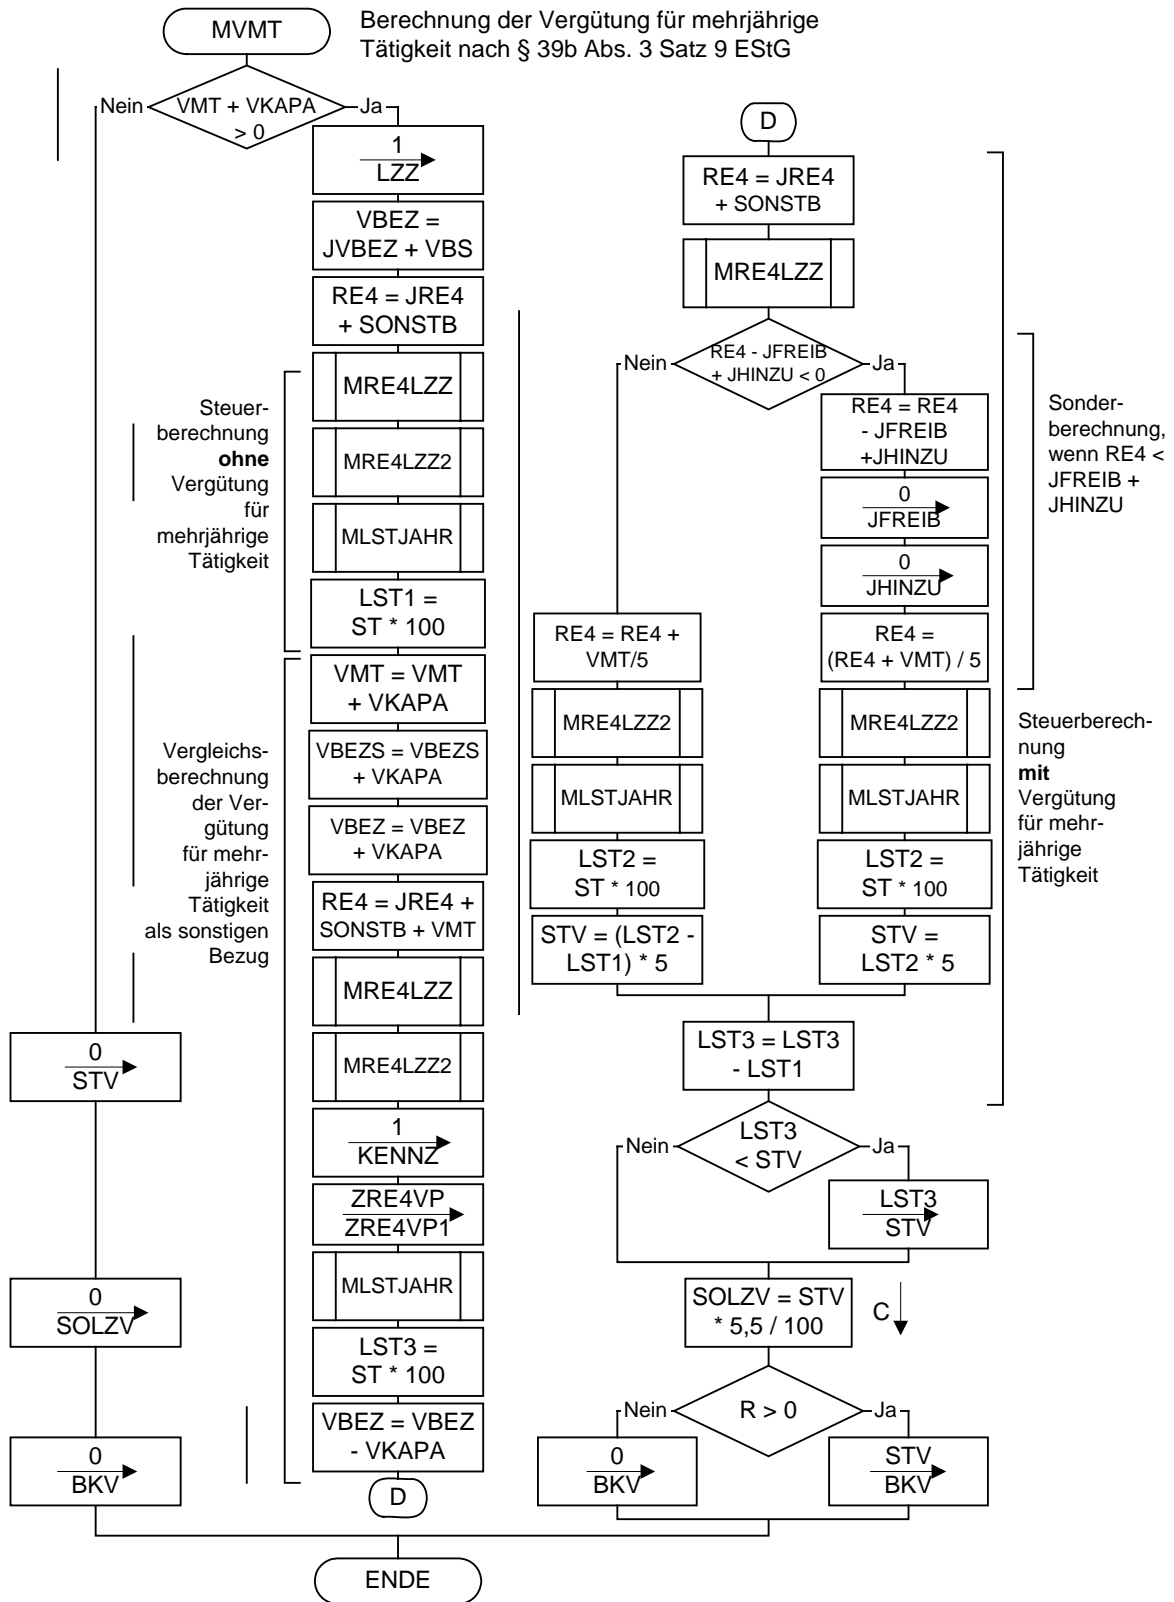 MVMT
Berechnung der Vergütung für mehrjährige
Tätigkeit nach § 39b Abs. 3 Satz 9 EStG
Nein
VMT + VKAPA
> 0
Ja
1
LZZ
VBEZ =
JVBEZ + VBS
RE4 = JRE4
+ SONSTB
MRE4LZZ
Steuer-
berechnung
ohne
Vergütung
für
mehrjährige
Tätigkeit
MRE4LZZ2
MLSTJAHR
LST1 =
ST * 100
VMT = VMT
+ VKAPA
Vergleichs-
berechnung
der Ver-
gütung
für mehr-
jährige
Tätigkeit
als sonstigen
Bezug
VBEZS = VBEZS
+ VKAPA
VBEZ = VBEZ
+ VKAPA
RE4 = JRE4 +
SONSTB + VMT
MRE4LZZ
MRE4LZZ2
1
KENNZ
ZRE4VP
ZRE4VP1
MLSTJAHR
LST3 =
ST * 100
VBEZ = VBEZ
- VKAPA
D
0
STV
0
SOLZV
0
BKV
D
RE4 = JRE4
+ SONSTB
MRE4LZZ
Nein
RE4 - JFREIB
+ JHINZU < 0
Ja
RE4 = RE4
- JFREIB
+JHINZU
0
JFREIB
0
JHINZU
RE4 =
(RE4 + VMT) / 5
Sonder-
berechnung,
wenn RE4 <
JFREIB +
JHINZU
RE4 = RE4 +
VMT/5
MRE4LZZ2
MRE4LZZ2
MLSTJAHR
MLSTJAHR
LST2 =
ST * 100
LST2 =
ST * 100
STV = (LST2 -
LST1) * 5
STV =
LST2 * 5
Steuerberech-
nung
mit
Vergütung
für mehr-
jährige
Tätigkeit
LST3 = LST3
- LST1
Nein
LST3
< STV
Ja
LST3
STV
SOLZV = STV
* 5,5 / 100
C
Nein
R > 0
Ja
0
BKV
STV
BKV
ENDE